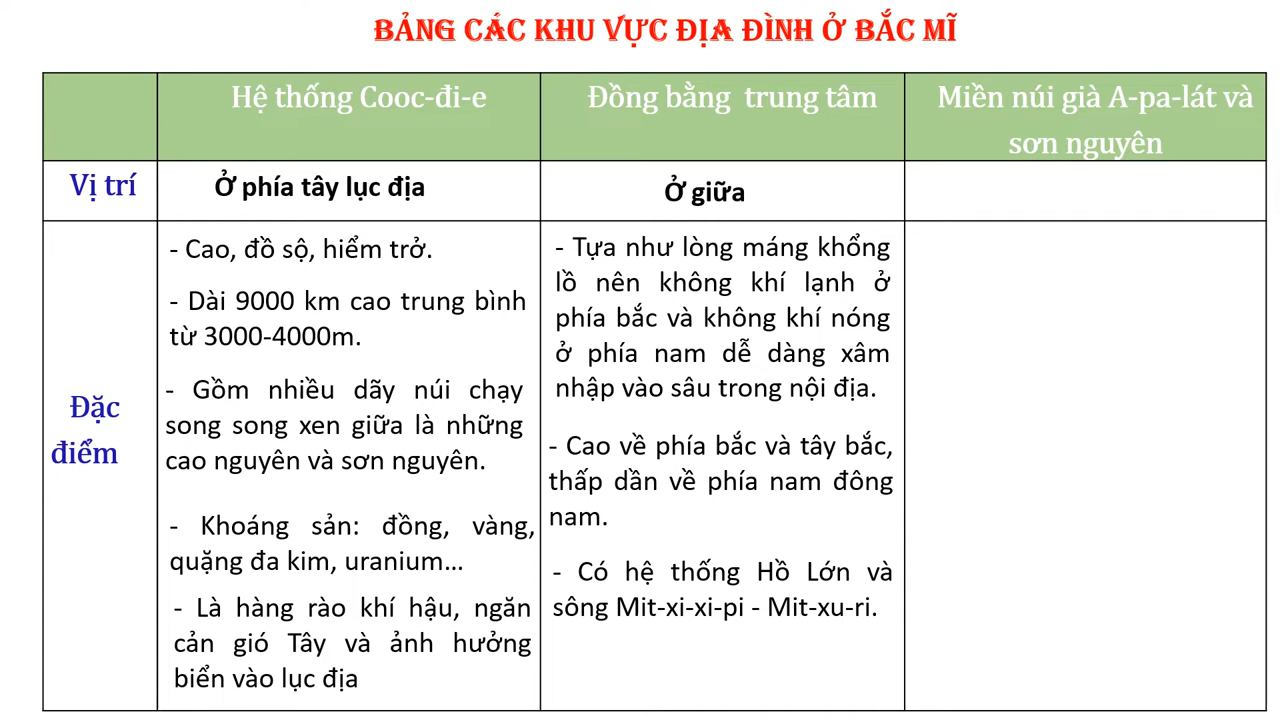 BẢNG CÁC KHU VỰC ĐỊA ĐÌNH Ở BẮC MĨ
Hệ thống Cooc-đi-e
Đồng bằng trung tâm
Miền núi già A-pa-lát và
sơn nguyên
Vị trí
Ở phía tây lục địa
Ở giữa
Đặc
điểm
- Cao, đồ sộ, hiểm trở.
- Dài 9000 km cao trung bình
từ 3000-4000m.
- Gồm nhiều dãy núi chạy
song song xen giữa là những
cao nguyên và sơn nguyên.
- Khoáng sản: đồng, vàng,
quặng đa kim, uranium...
- Là hàng rào khí hậu, ngăn
cản gió Tây và ảnh hưởng
biển vào lục địa
- Tựa như lòng máng khổng
lồ nên không khí lạnh ở
phía bắc và không khí nóng
ở phía nam dễ dàng xâm
nhập vào sâu trong nội địa.
- Cao về phía bắc và tây bắc,
thấp dần về phía nam đông
nam.
- Có hệ thống Hồ Lớn và
sông Mit-xi-xi-pi - Mit-xu-ri.